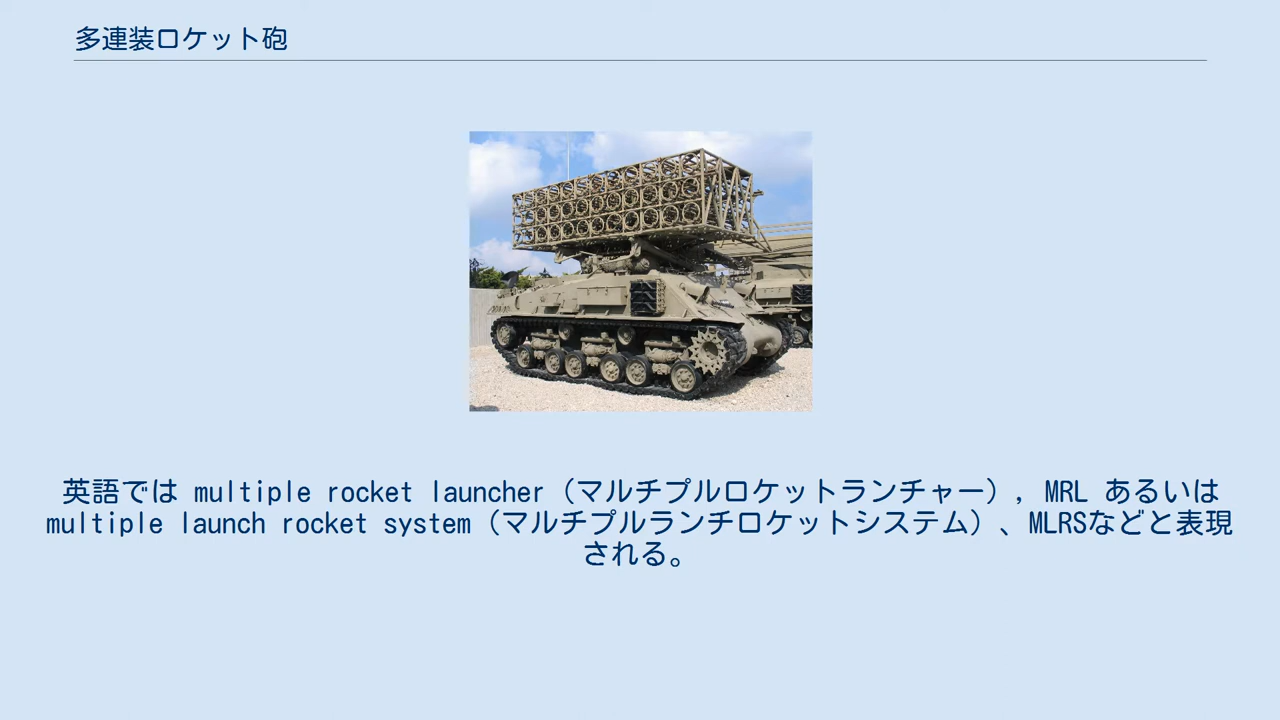 多連装ロケット砲
英語では multiple rocket launcher（マルチプルロケットランチャー）, MRL あるいは
multiple launch rocket system（マルチプルランチロケットシステム）、MLRSなどと表現
される。